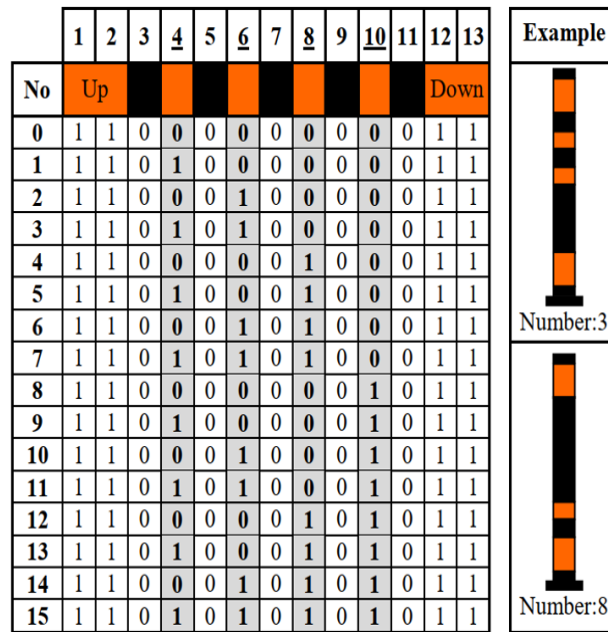 1 2 3 4 5 6 7 8 9 10 11 12 13 Example
No Up Down
0 1 1 0 0 0 0 0 0 0 0 0 1 1
1 1 1 0 1 0 0 0 0 0 0 0 1 1
2 1 1 0 0 0 1 0 0 0 0 0 1 1
3 1 1 0 1 0 1 0 0 0 0 0 1 1
4 1 1 0 0 0 0 0 1 0 0 0 1 1
5 1 1 0 1 0 0 0 1 0 0 0 1 1
6 1 1 0 0 0 1 0 1 0 0 0 1 1
Number:3
7 1 1 0 1 0 1 0 1 0 0 0 1 1
8 1 1 0 0 0 0 0 0 0 1 0 1 1
9 1 1 0 1 0 0 0 0 0 1 0 1 1
10 1 1 0 0 0 1 0 0 0 1 0 1 1
11 1 1 0 1 0 1 0 0 0 1 0 1 1
12 1 1 0 0 0 0 0 1 0 1 0 1 1
13 1 1 0 1 0 0 0 1 0 1 0 1 1
14 1 1 0 0 0 1 0 1 0 1 0 1 1
Number:8
15 1 1 0 1 0 1 0 1 0 1 0 1 1